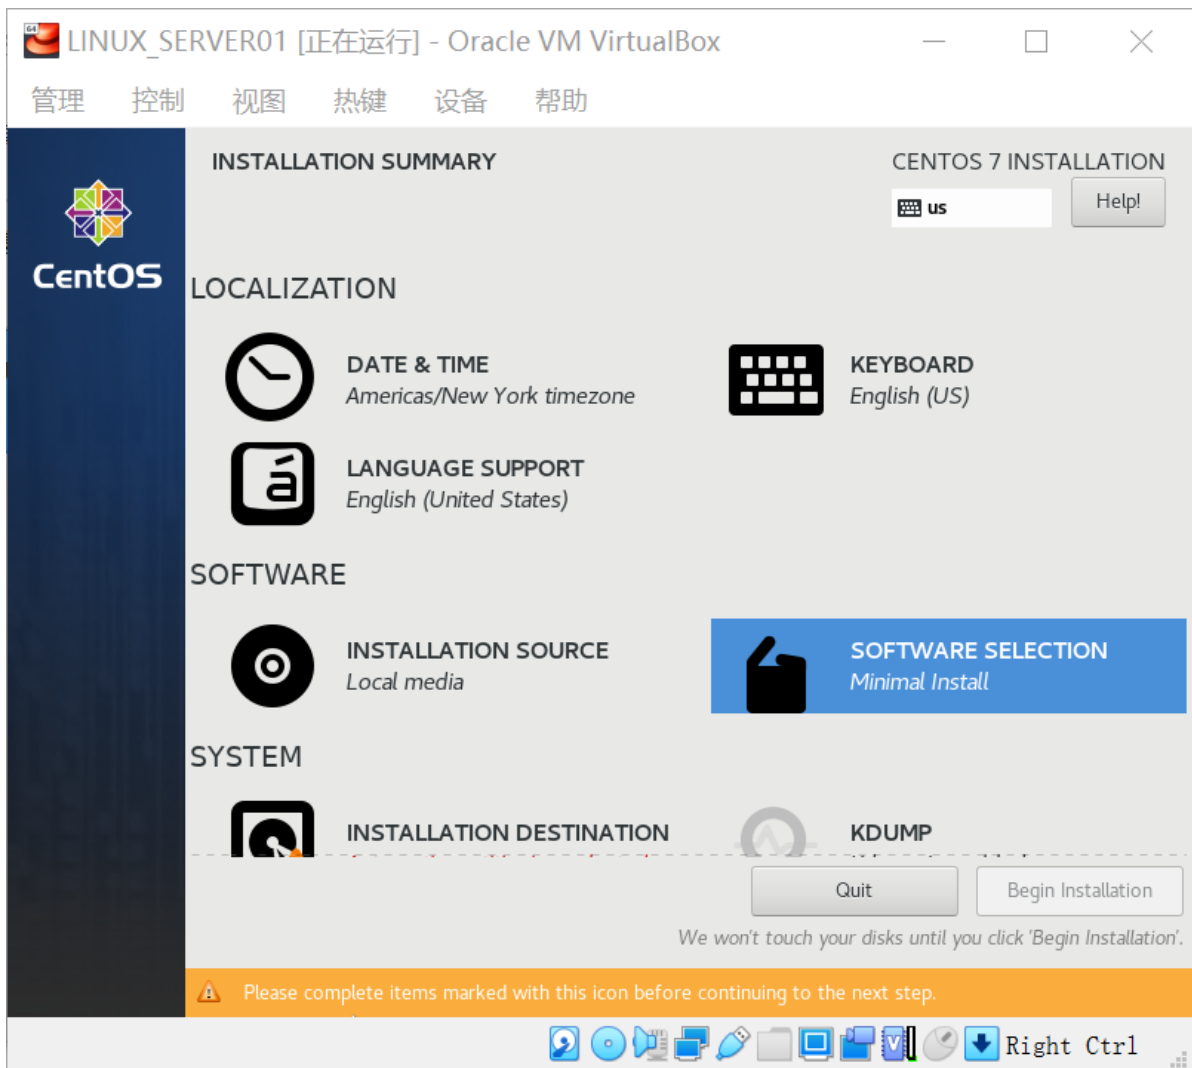 LINUX_SERVER01 [正在运行] - Oracle VM VirtualBox
管理 控制 视图 热键 设备 帮助
INSTALLATION SUMMARY
CENTOS 7 INSTALLATION
us
Help!
CentOS
LOCALIZATION
DATE & TIME
Americas/New York timezone
KEYBOARD
English (US)
LANGUAGE SUPPORT
English (United States)
SOFTWARE
INSTALLATION SOURCE
Local media
SOFTWARE SELECTION
Minimal Install
SYSTEM
INSTALLATION DESTINATION
KDUMP
Quit
Begin Installation
We won't touch your disks until you click 'Begin Installation'.
Please complete items marked with this icon before continuing to the next step.
Right Ctrl